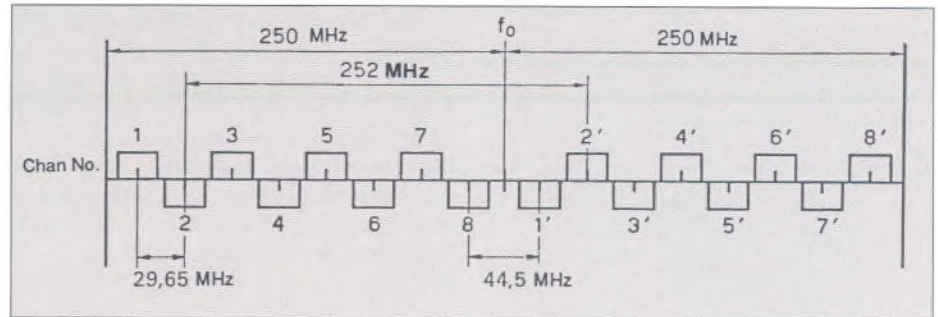 250 MHz f₀ 250 MHz
252 MHz
1 3 5 7 2′ 4′ 6′ 8′
Chan No.
2 4 6 8 1′ 3′ 5′ 7′
29,65 MHz 44,5 MHz